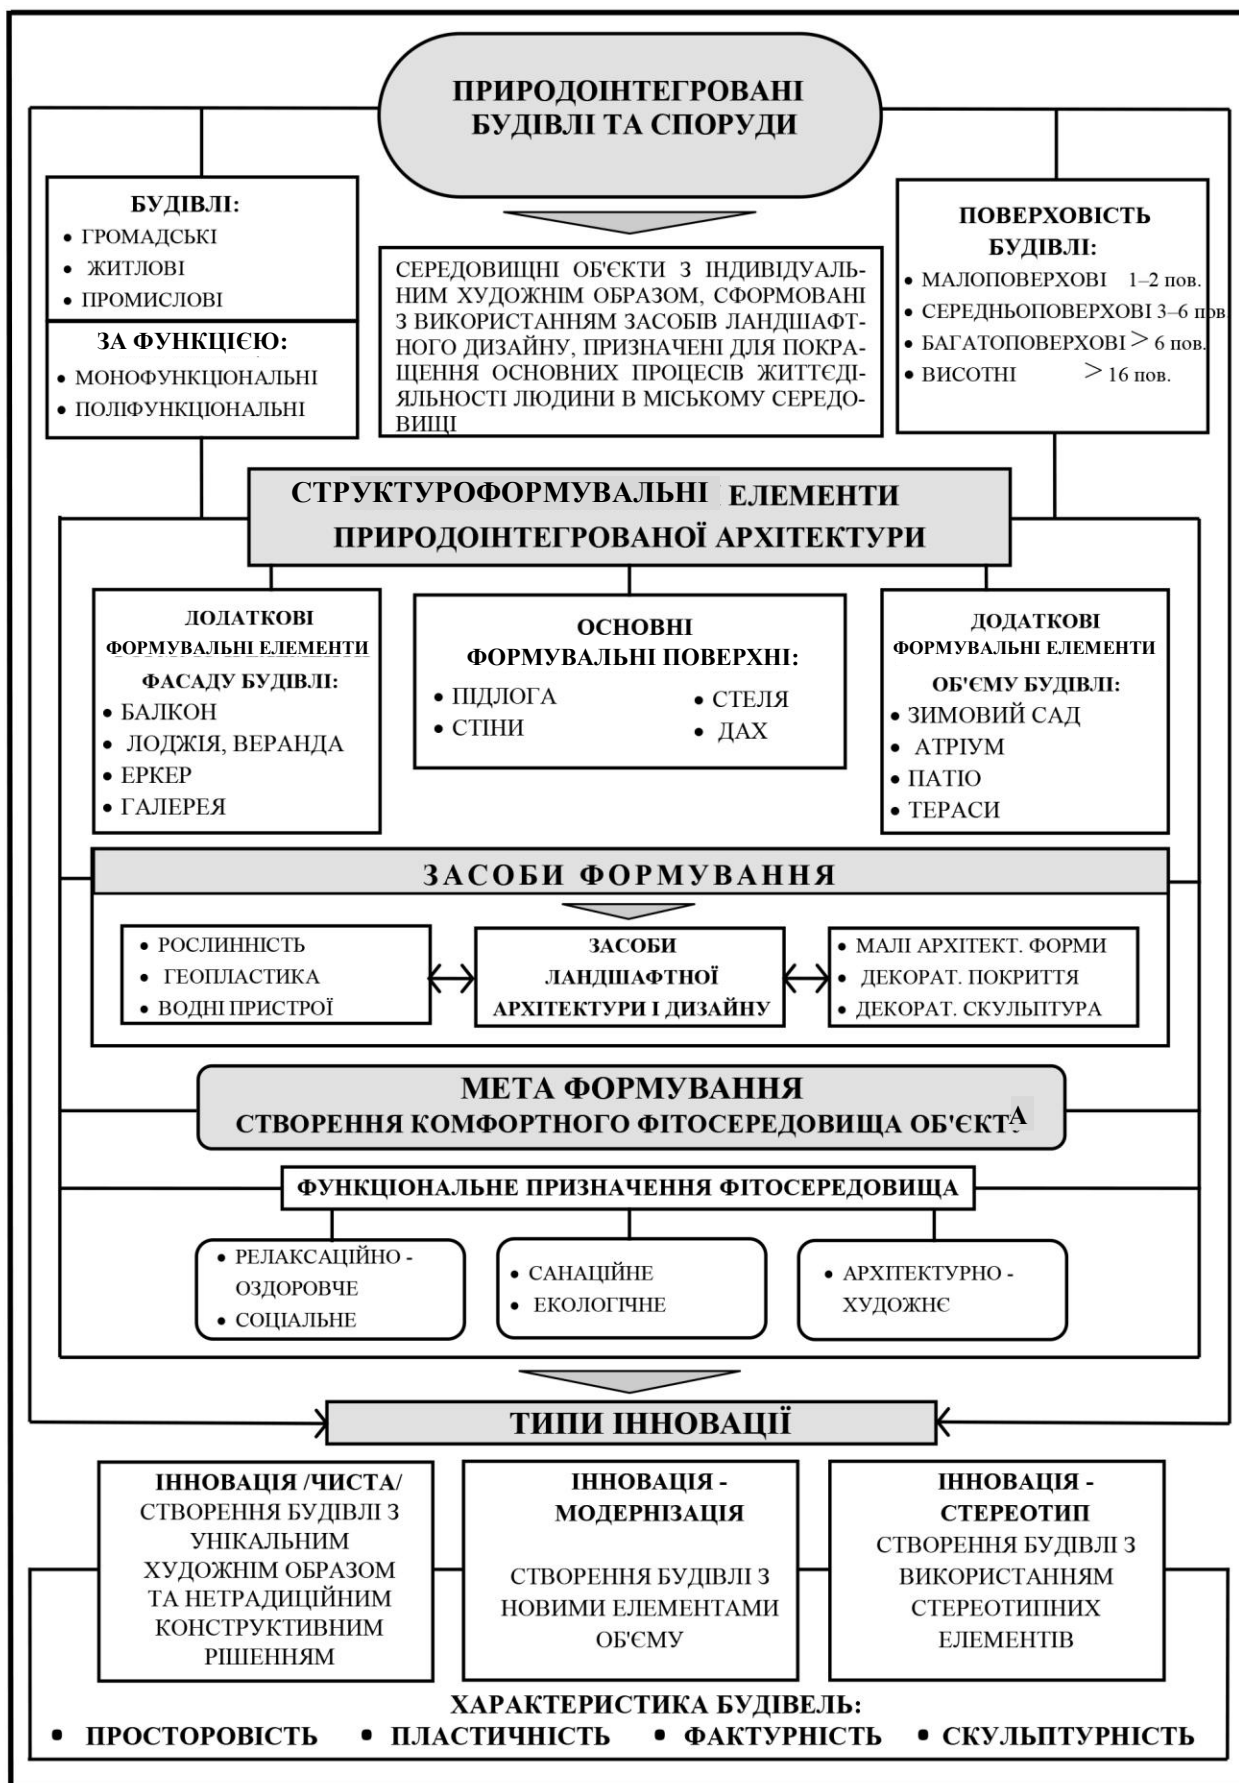 ПРИРОДОІНТЕГРОВАНІ
БУДІВЛІ ТА СПОРУДИ
БУДІВЛІ:
• ГРОМАДСЬКІ
• ЖИТЛОВІ
• ПРОМИСЛОВІ
ЗА ФУНКЦІЄЮ:
• МОНОФУНКЦІОНАЛЬНІ
• ПОЛІФУНКЦІОНАЛЬНІ
СЕРЕДОВИЩНІ ОБ'ЄКТИ З ІНДИВІДУАЛЬ-
НИМ ХУДОЖНІМ ОБРАЗОМ, СФОРМОВАНІ
З ВИКОРИСТАННЯМ ЗАСОБІВ ЛАНДШАФТ-
НОГО ДИЗАЙНУ, ПРИЗНАЧЕНІ ДЛЯ ПОКРА-
ЩЕННЯ ОСНОВНИХ ПРОЦЕСІВ ЖИТТЄДІ-
ЯЛЬНОСТІ ЛЮДИНИ В МІСЬКОМУ СЕРЕДО-
ВИЩІ
ПОВЕРХОВІСТЬ
БУДІВЛІ:
• МАЛОПОВЕРХОВІ 1–2 пов.
• СЕРЕДНЬОПОВЕРХОВІ 3–6 пов
• БАГАТОПОВЕРХОВІ > 6 пов.
• ВИСОТНІ > 16 пов.
СТРУКТУРОФОРМУВАЛЬНІ ЕЛЕМЕНТИ
ПРИРОДОІНТЕГРОВАНОЇ АРХІТЕКТУРИ
ДОДАТКОВІ
ФОРМУВАЛЬНІ ЕЛЕМЕНТИ
ФАСАДУ БУДІВЛІ:
• БАЛКОН
• ЛОДЖІЯ, ВЕРАНДА
• ЕРКЕР
• ГАЛЕРЕЯ
ОСНОВНІ
ФОРМУВАЛЬНІ ПОВЕРХНІ:
• ПІДЛОГА • СТЕЛЯ
• СТІНИ • ДАХ
ДОДАТКОВІ
ФОРМУВАЛЬНІ ЕЛЕМЕНТИ
ОБ'ЄМУ БУДІВЛІ:
• ЗИМОВИЙ САД
• АТРІУМ
• ПАТІО
• ТЕРАСИ
ЗАСОБИ ФОРМУВАННЯ
• РОСЛИННІСТЬ
• ГЕОПЛАСТИКА
• ВОДНІ ПРИСТРОЇ
ЗАСОБИ
ЛАНДШАФТНОЇ
АРХІТЕКТУРИ І ДИЗАЙНУ
• МАЛІ АРХІТЕКТ. ФОРМИ
• ДЕКОРАТ. ПОКРИТТЯ
• ДЕКОРАТ. СКУЛЬПТУРА
МЕТА ФОРМУВАННЯ
СТВОРЕННЯ КОМФОРТНОГО ФІТОСЕРЕДОВИЩА ОБ'ЄКТА
ФУНКЦІОНАЛЬНЕ ПРИЗНАЧЕННЯ ФІТОСЕРЕДОВИЩА
• РЕЛАКСАЦІЙНО -
ОЗДОРОВЧЕ
• СОЦІАЛЬНЕ
• САНАЦІЙНЕ
• ЕКОЛОГІЧНЕ
• АРХІТЕКТУРНО -
ХУДОЖНЄ
ТИПИ ІННОВАЦІЇ
ІННОВАЦІЯ /ЧИСТА/
СТВОРЕННЯ БУДІВЛІ З
УНІКАЛЬНИМ
ХУДОЖНІМ ОБРАЗОМ
ТА НЕТРАДИЦІЙНИМ
КОНСТРУКТИВНИМ
РІШЕННЯМ
ІННОВАЦІЯ -
МОДЕРНІЗАЦІЯ
СТВОРЕННЯ БУДІВЛІ З
НОВИМИ ЕЛЕМЕНТАМИ
ОБ'ЄМУ
ІННОВАЦІЯ -
СТЕРЕОТИП
СТВОРЕННЯ БУДІВЛІ З
ВИКОРИСТАННЯМ
СТЕРЕОТИПНИХ
ЕЛЕМЕНТІВ
ХАРАКТЕРИСТИКА БУДІВЕЛЬ:
• ПРОСТОРОВІСТЬ • ПЛАСТИЧНІСТЬ • ФАКТУРНІСТЬ • СКУЛЬПТУРНІСТЬ